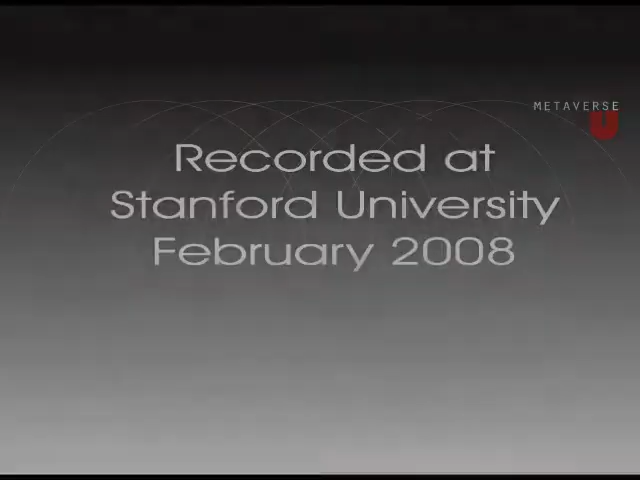 METAVERSE
U
Recorded at
Stanford University
February 2008